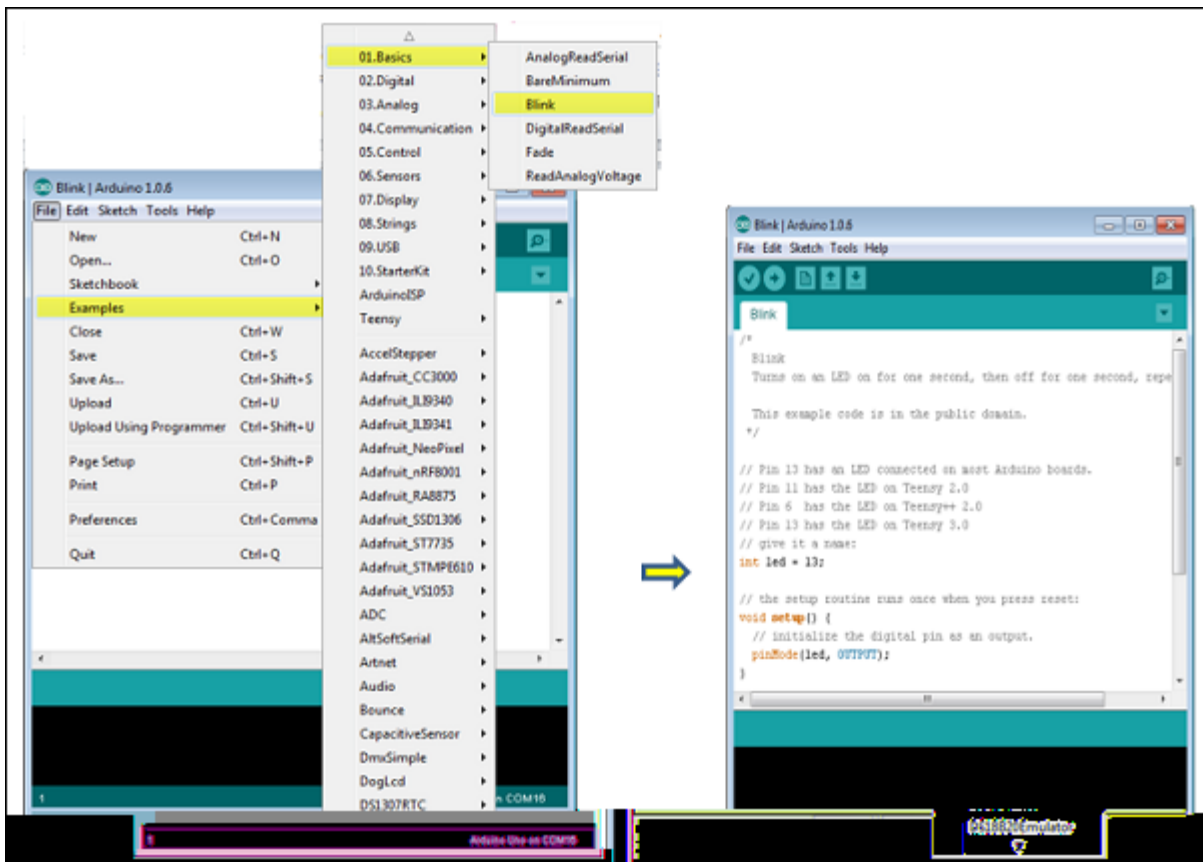 01.Basics
02.Digital
03.Analog
04.Communication
05.Control
06.Sensors
07.Display
08.Strings
09.USB
10.StarterKit
ArduinoISP
Teensy
AccelStepper
Adafruit_CC3000
Adafruit_ILI9340
Adafruit_ILI9341
Adafruit_NeoPixel
Adafruit_nRF8001
Adafruit_RA8875
Adafruit_SSD1306
Adafruit_ST7735
Adafruit_STMPE610
Adafruit_VS1053
ADC
AltSoftSerial
Artnet
Audio
Bounce
CapacitiveSensor
DmxSimple
DogLcd
DS1307RTC
AnalogReadSerial
BareMinimum
Blink
DigitalReadSerial
Fade
ReadAnalogVoltage
Blink | Arduino 1.0.6
File Edit Sketch Tools Help
New Ctrl+N
Open... Ctrl+O
Sketchbook
Examples
Close Ctrl+W
Save Ctrl+S
Save As... Ctrl+Shift+S
Upload Ctrl+U
Upload Using Programmer Ctrl+Shift+U
Page Setup Ctrl+Shift+P
Print Ctrl+P
Preferences Ctrl+Comma
Quit Ctrl+Q
1 n COM16
1 Arduino Uno on COM16
Blink | Arduino 1.0.6
File Edit Sketch Tools Help
Blink
/*
Blink
Turns on an LED on for one second, then off for one second, repe
This example code is in the public domain.
*/
// Pin 13 has an LED connected on most Arduino boards.
// Pin 11 has the LED on Teensy 2.0
// Pin 6 has the LED on Teensy++ 2.0
// Pin 13 has the LED on Teensy 3.0
// give it a name:
int led = 13;
// the setup routine runs once when you press reset:
void setup() {
// initialize the digital pin as an output.
pinMode(led, OUTPUT);
}